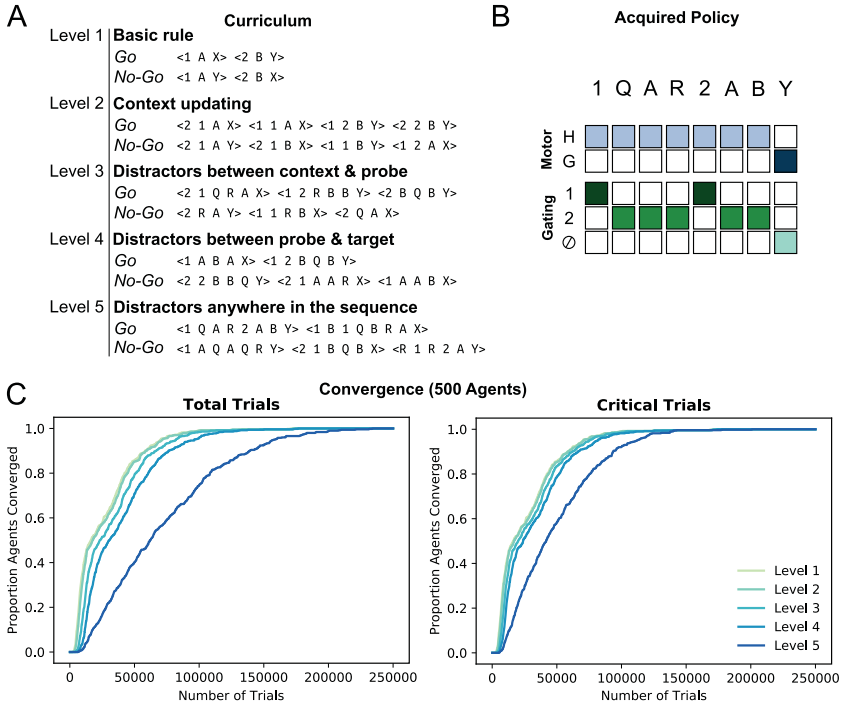 A
Curriculum
Level 1 Basic rule
Go <1 A X> <2 B Y>
No-Go <1 A Y> <2 B X>
Level 2 Context updating
Go <2 1 A X> <1 1 A X> <1 2 B Y> <2 2 B Y>
No-Go <2 1 A Y> <2 1 B X> <1 1 B Y> <1 2 A X>
Level 3 Distractors between context & probe
Go <2 1 Q R A X> <1 2 R B B Y> <2 B Q B Y>
No-Go <2 R A Y> <1 1 R B X> <2 Q A X>
Level 4 Distractors between probe & target
Go <1 A B A X> <1 2 B Q B Y>
No-Go <2 2 B B Q Y> <2 1 A A R X> <1 A A B X>
Level 5 Distractors anywhere in the sequence
Go <1 Q A R 2 A B Y> <1 B 1 Q B R A X>
No-Go <1 A Q A Q R Y> <2 1 B Q B X> <R 1 R 2 A Y>
B
Acquired Policy
1 Q A R 2 A B Y
Motor
H
G
Gating
1
2
∅
C
Convergence (500 Agents)
Total Trials
Proportion Agents Converged
1.0
0.8
0.6
0.4
0.2
0.0
0 50000 100000 150000 200000 250000
Number of Trials
Critical Trials
Proportion Agents Converged
1.0
0.8
0.6
0.4
0.2
0.0
Level 1
Level 2
Level 3
Level 4
Level 5
0 50000 100000 150000 200000 250000
Number of Trials